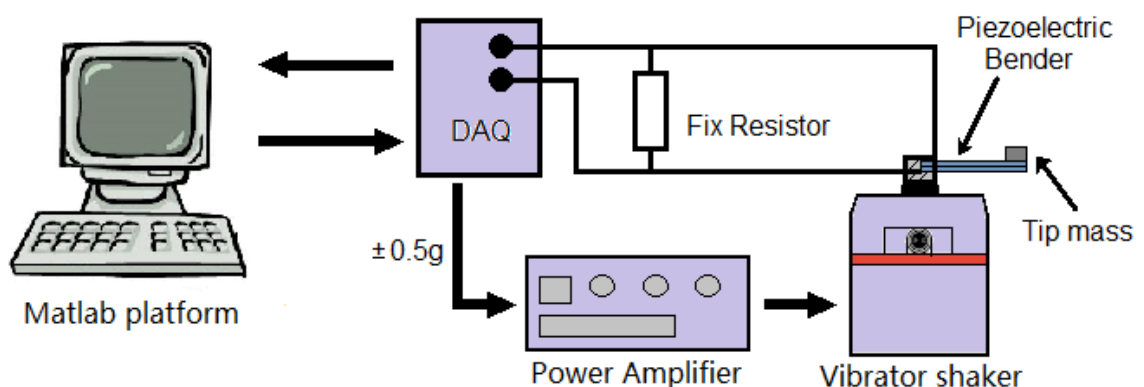 Piezoelectric
Bender
DAQ
Fix Resistor
Tip mass
± 0.5g
Matlab platform
Power Amplifier
Vibrator shaker